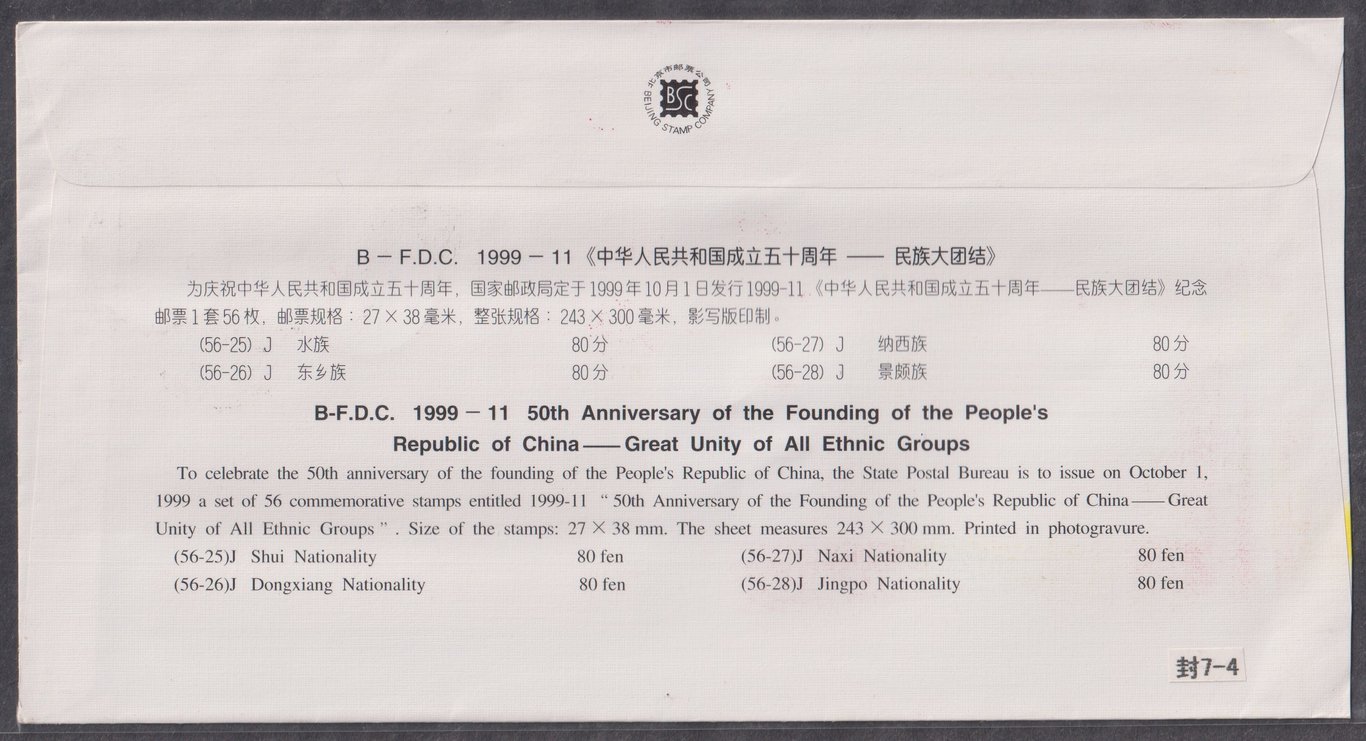 北京市邮票公司
BSC
BEIJING STAMP COMPANY
B － F.D.C. 1999 － 11《中华人民共和国成立五十周年 —— 民族大团结》
为庆祝中华人民共和国成立五十周年，国家邮政局定于1999年10月1日发行1999-11《中华人民共和国成立五十周年——民族大团结》纪念
邮票1套56枚，邮票规格：27×38毫米，整张规格：243×300毫米，影写版印制。
(56-25) J 水族 80分 (56-27) J 纳西族 80分
(56-26) J 东乡族 80分 (56-28) J 景颇族 80分
B-F.D.C. 1999 － 11 50th Anniversary of the Founding of the People's
Republic of China——Great Unity of All Ethnic Groups
To celebrate the 50th anniversary of the founding of the People's Republic of China, the State Postal Bureau is to issue on October 1,
1999 a set of 56 commemorative stamps entitled 1999-11 “ 50th Anniversary of the Founding of the People's Republic of China——Great
Unity of All Ethnic Groups ” . Size of the stamps: 27 × 38 mm. The sheet measures 243 × 300 mm. Printed in photogravure.
(56-25)J Shui Nationality 80 fen (56-27)J Naxi Nationality 80 fen
(56-26)J Dongxiang Nationality 80 fen (56-28)J Jingpo Nationality 80 fen
封7-4